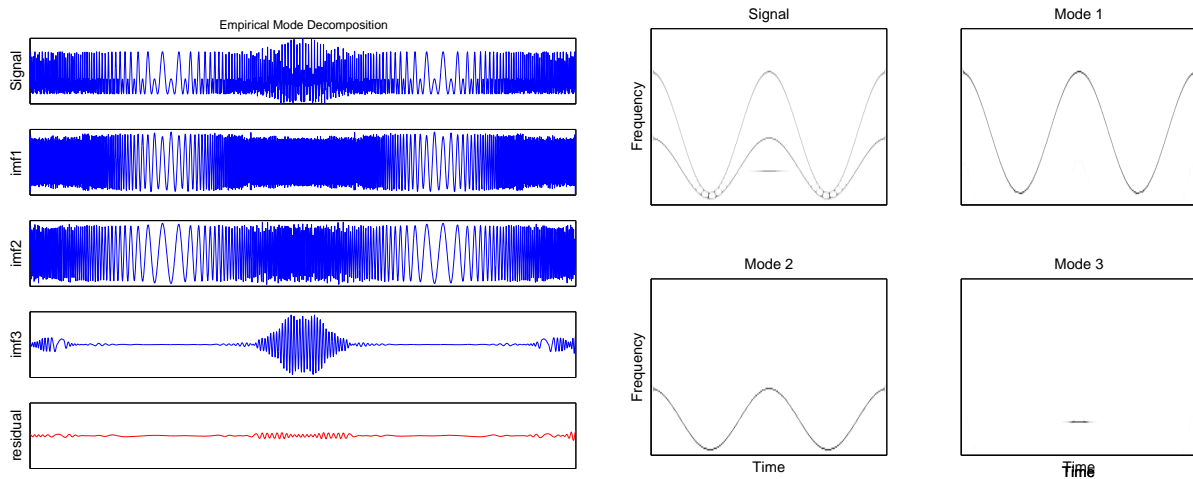 Empirical Mode Decomposition
Signal
imf1
imf2
imf3
residual
Signal
Frequency
Mode 1
Mode 2
Frequency
Time
Mode 3
Time
Time